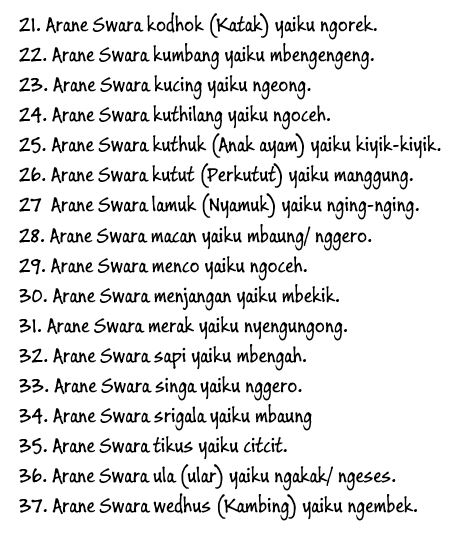 21. Arane Swara kodhok (Katak) yaiku ngorek.
22. Arane Swara kumbang yaiku mbengengeng.
23. Arane Swara kucing yaiku ngeong.
24. Arane Swara kuthilang yaiku ngoceh.
25. Arane Swara kuthuk (Anak ayam) yaiku kiyik-kiyik.
26. Arane Swara kutut (Perkutut) yaiku manggung.
27 Arane Swara lamuk (Nyamuk) yaiku nging-nging.
28. Arane Swara macan yaiku mbaung/ nggero.
29. Arane Swara menco yaiku ngoceh.
30. Arane Swara menjangan yaiku mbekik.
31. Arane Swara merak yaiku nyengungong.
32. Arane Swara sapi yaiku mbengah.
33. Arane Swara singa yaiku nggero.
34. Arane Swara srigala yaiku mbaung
35. Arane Swara tikus yaiku citcit.
36. Arane Swara ula (ular) yaiku ngakak/ ngeses.
37. Arane Swara wedhus (Kambing) yaiku ngembek.